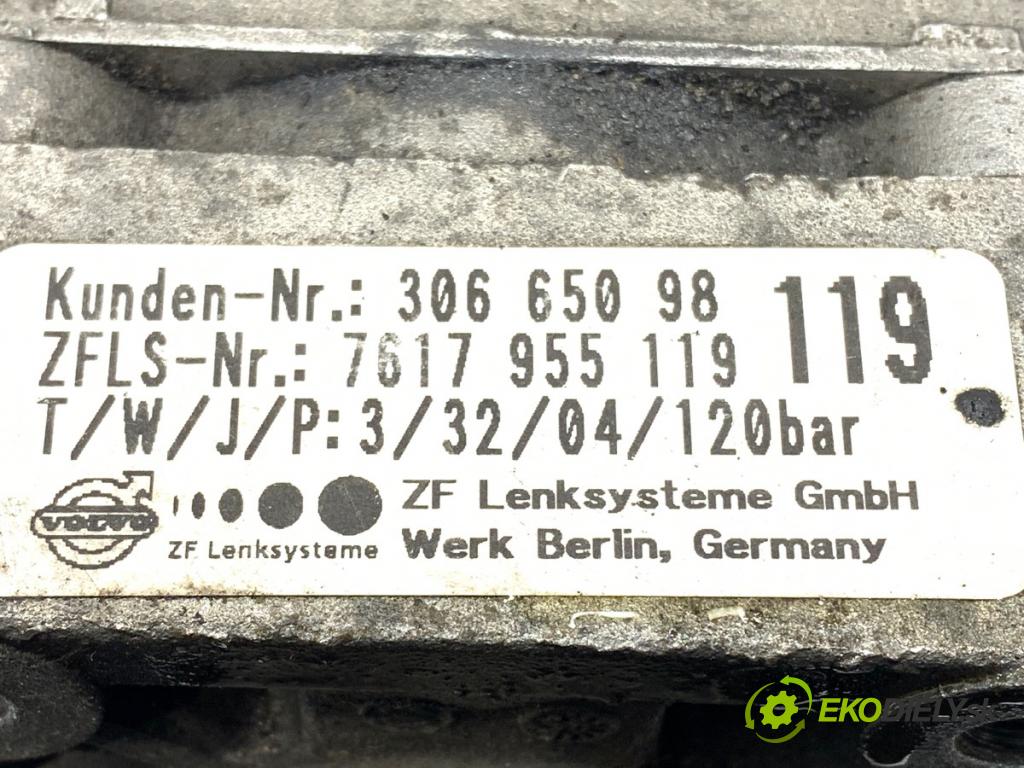 Kunden-Nr.: 306 650 98
119
ZFLS-Nr.: 7617 955 119
T/W/J/P: 3/32/04/120bar
VOLVO
ZF Lenksysteme
ZF Lenksysteme GmbH
Werk Berlin, Germany
EKODIELY.sk